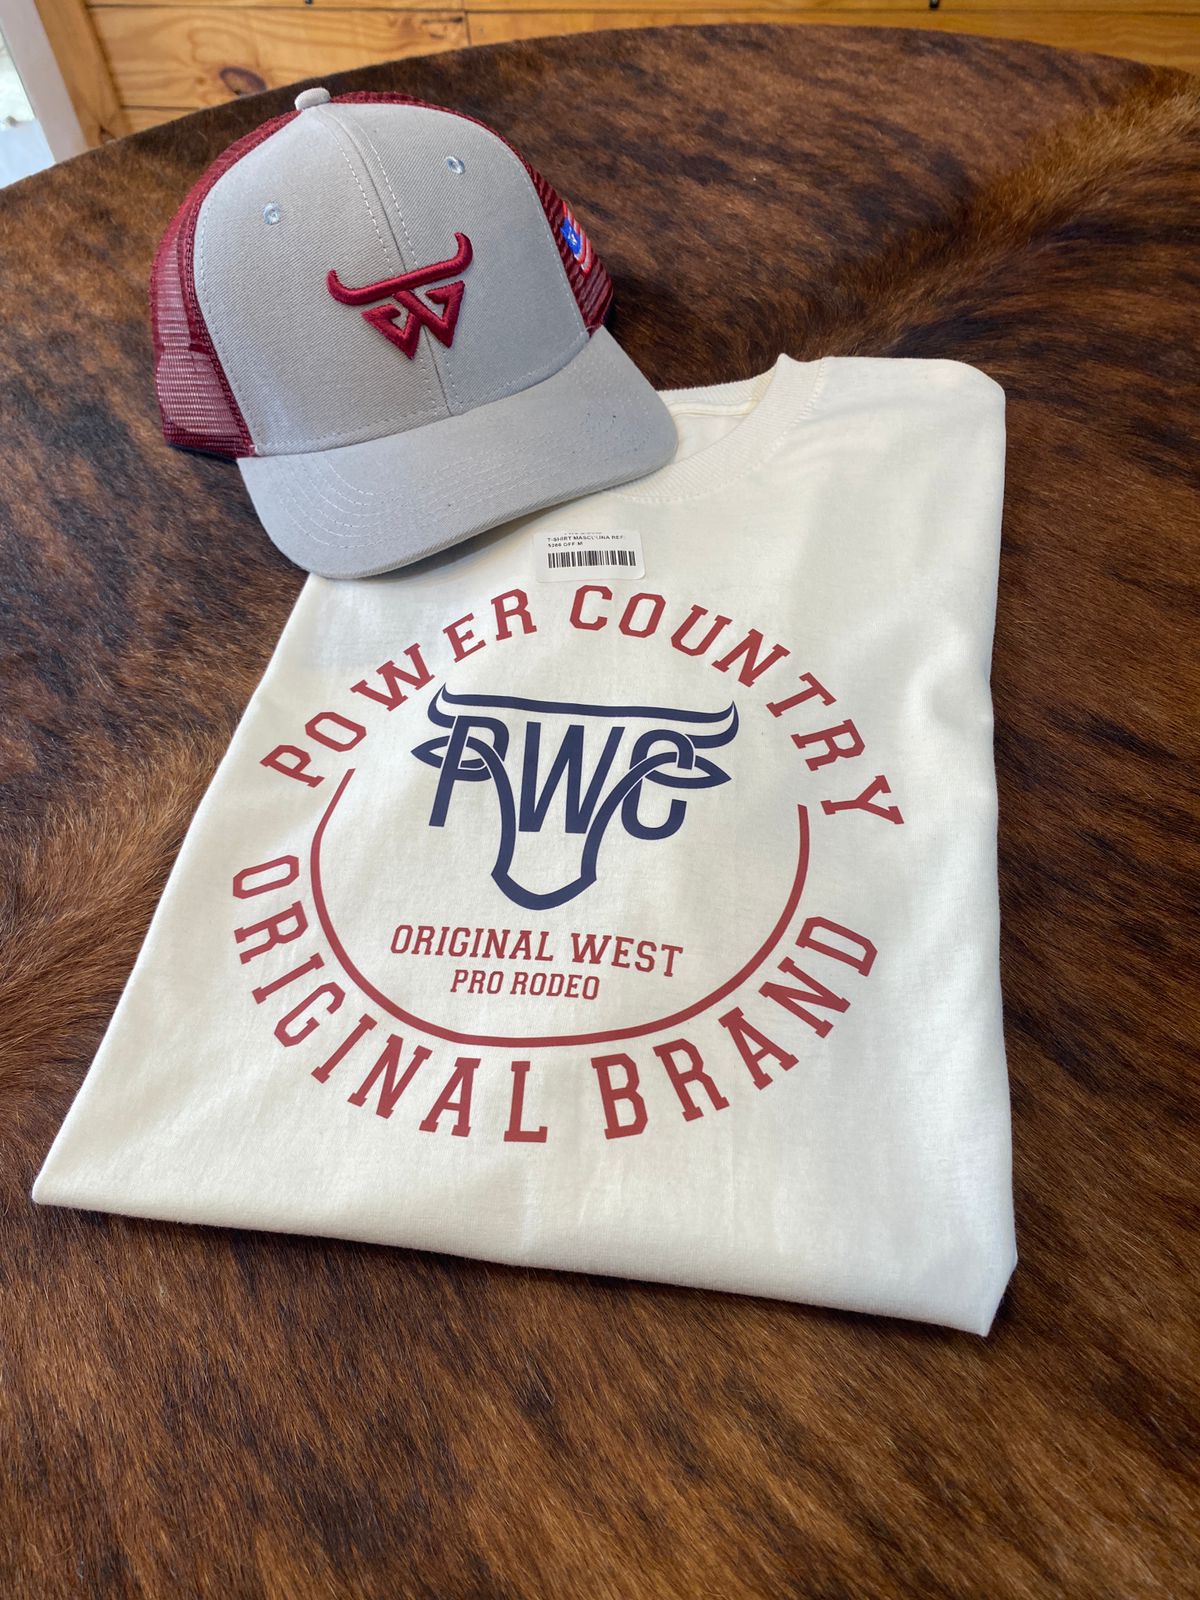 T-SHIRT MASCULINA REF:
POWER COUNTRY
PWC
ORIGINAL WEST
PRO RODEO
ORIGINAL BRAND